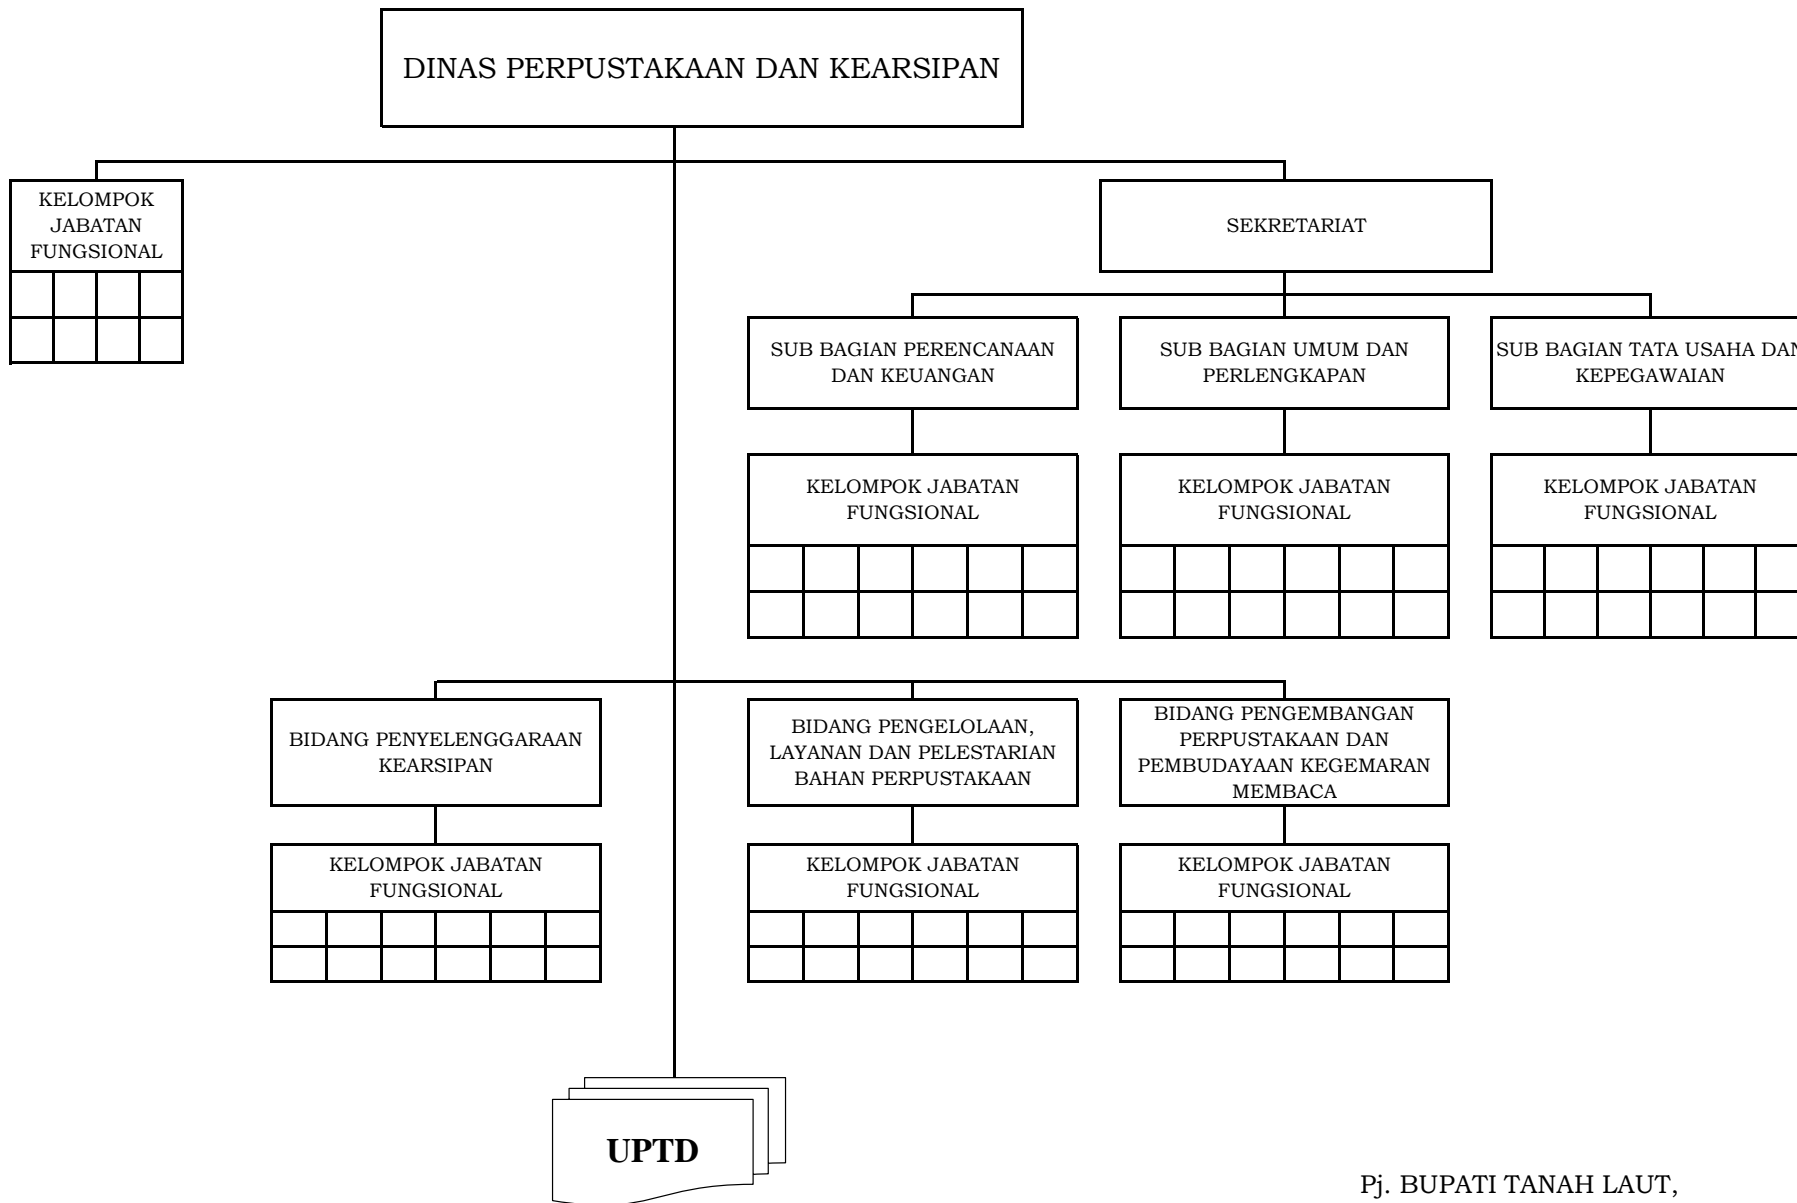 DINAS PERPUSTAKAAN DAN KEARSIPAN
KELOMPOK
JABATAN
FUNGSIONAL
SEKRETARIAT
SUB BAGIAN PERENCANAAN
DAN KEUANGAN
SUB BAGIAN UMUM DAN
PERLENGKAPAN
SUB BAGIAN TATA USAHA DAN
KEPEGAWAIAN
KELOMPOK JABATAN
FUNGSIONAL
KELOMPOK JABATAN
FUNGSIONAL
KELOMPOK JABATAN
FUNGSIONAL
BIDANG PENYELENGGARAAN
KEARSIPAN
BIDANG PENGELOLAAN,
LAYANAN DAN PELESTARIAN
BAHAN PERPUSTAKAAN
BIDANG PENGEMBANGAN
PERPUSTAKAAN DAN
PEMBUDAYAAN KEGEMARAN
MEMBACA
KELOMPOK JABATAN
FUNGSIONAL
KELOMPOK JABATAN
FUNGSIONAL
KELOMPOK JABATAN
FUNGSIONAL
UPTD
Pj. BUPATI TANAH LAUT,